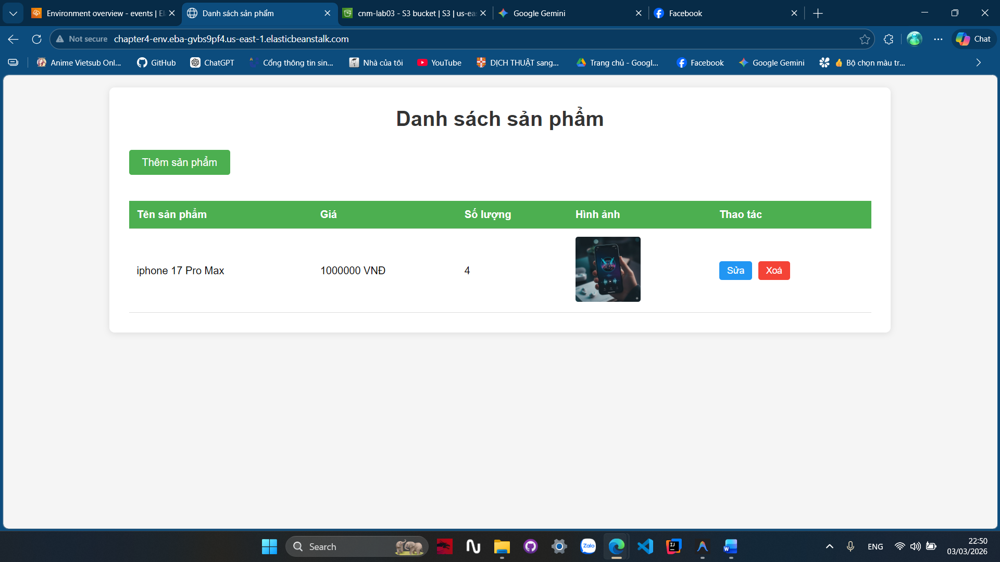 Environment overview - events | El
Danh sách sản phẩm
cnm-lab03 - S3 bucket | S3 | us-eas
Google Gemini
Facebook
Not secure
chapter4-env.eba-gvbs9pf4.us-east-1.elasticbeanstalk.com
Chat
Anime Vietsub Onl...
GitHub
ChatGPT
Cổng thông tin sin...
Nhà của tôi
YouTube
DỊCH THUẬT sang...
Trang chủ - Googl...
Facebook
Google Gemini
👍 Bộ chọn màu tr...
Danh sách sản phẩm
Thêm sản phẩm
Tên sản phẩm Giá Số lượng Hình ảnh Thao tác
iphone 17 Pro Max 1000000 VNĐ 4 Sửa Xoá
Search
Zalo
ENG
22:50
03/03/2026